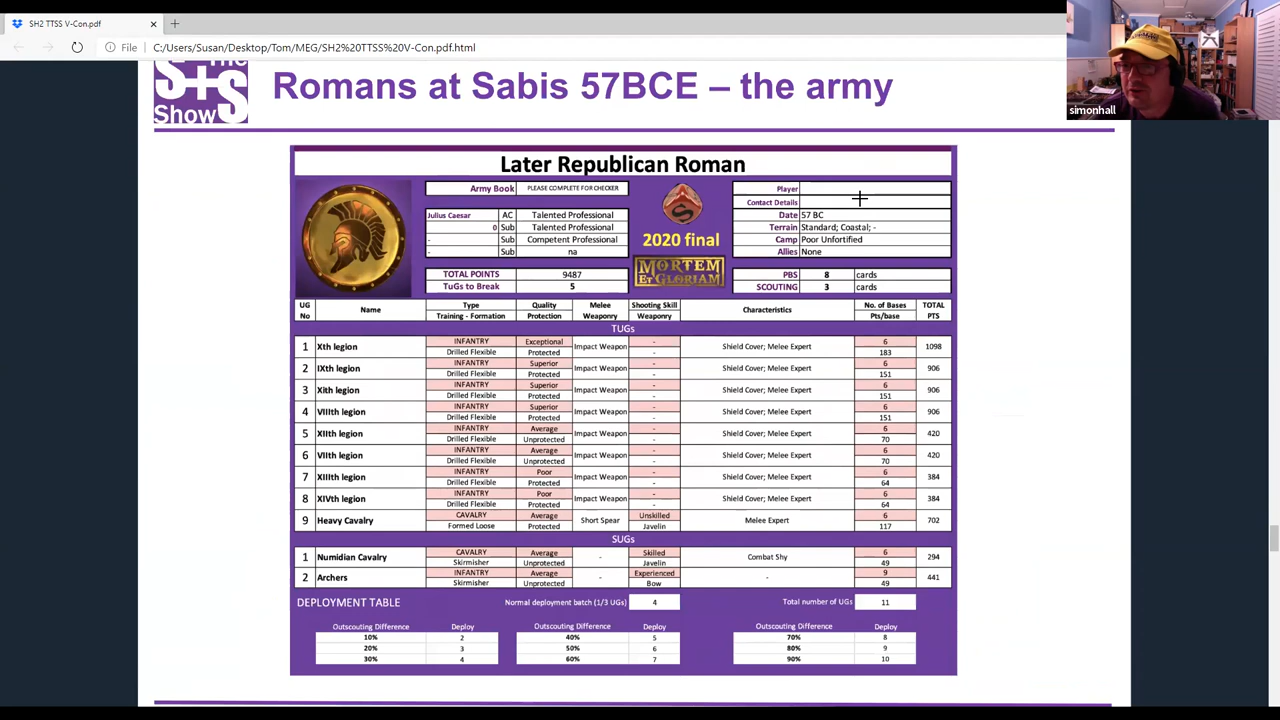 SH2 TTSS V-Con.pdf
File C:/Users/Susan/Desktop/Tom/MEG/SH2%20TTSS%20V-Con.pdf.html
simonhall
The
S+S
Show
Romans at Sabis 57BCE – the army
Later Republican Roman
Army Book PLEASE COMPLETE FOR CHECKER
Julius Caesar AC Talented Professional
0 Sub Talented Professional
- Sub Competent Professional
- Sub na
TOTAL POINTS 9487
TuGs to Break 5
2020 final
MORTEM
ET GLORIAM
Player
Contact Details
Date 57 BC
Terrain Standard; Coastal; -
Camp Poor Unfortified
Allies None
PBS 8 cards
SCOUTING 3 cards
UG No Name Type Training - Formation Quality Protection Melee Weaponry Shooting Skill Weaponry Characteristics No. of Bases Pts/base TOTAL PTS
TUGs
1 Xth legion INFANTRY Drilled Flexible Exceptional Protected Impact Weapon - - Shield Cover; Melee Expert 6 183 1098
2 IXth legion INFANTRY Drilled Flexible Superior Protected Impact Weapon - - Shield Cover; Melee Expert 6 151 906
3 Xith legion INFANTRY Drilled Flexible Superior Protected Impact Weapon - - Shield Cover; Melee Expert 6 151 906
4 VIIIth legion INFANTRY Drilled Flexible Superior Protected Impact Weapon - - Shield Cover; Melee Expert 6 151 906
5 XIIth legion INFANTRY Drilled Flexible Average Unprotected Impact Weapon - - Shield Cover; Melee Expert 6 70 420
6 VIIth legion INFANTRY Drilled Flexible Average Unprotected Impact Weapon - - Shield Cover; Melee Expert 6 70 420
7 XIIIth legion INFANTRY Drilled Flexible Poor Protected Impact Weapon - - Shield Cover; Melee Expert 6 64 384
8 XIVth legion INFANTRY Drilled Flexible Poor Protected Impact Weapon - - Shield Cover; Melee Expert 6 64 384
9 Heavy Cavalry CAVALRY Formed Loose Average Protected Short Spear Unskilled Javelin Melee Expert 6 117 702
SUGs
1 Numidian Cavalry CAVALRY Skirmisher Average Unprotected - Skilled Javelin Combat Shy 6 49 294
2 Archers INFANTRY Skirmisher Average Unprotected - Experienced Bow - 9 49 441
DEPLOYMENT TABLE Normal deployment batch (1/3 UGs) 4 Total number of UGs 11
Outscouting Difference Deploy Outscouting Difference Deploy Outscouting Difference Deploy
10% 2 40% 5 70% 8
20% 3 50% 6 80% 9
30% 4 60% 7 90% 10